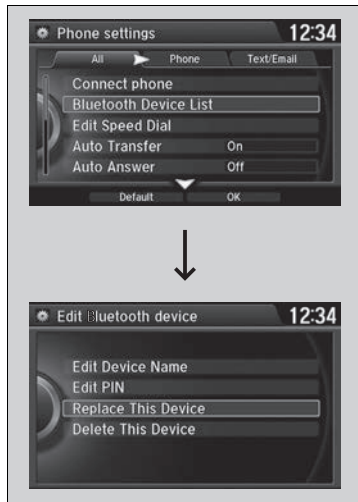 Phone settings 12:34
All Phone Text/Email
Connect phone
Bluetooth Device List
Edit Speed Dial
Auto Transfer On
Auto Answer Off
Default OK
Edit Bluetooth device 12:34
Edit Device Name
Edit PIN
Replace This Device
Delete This Device